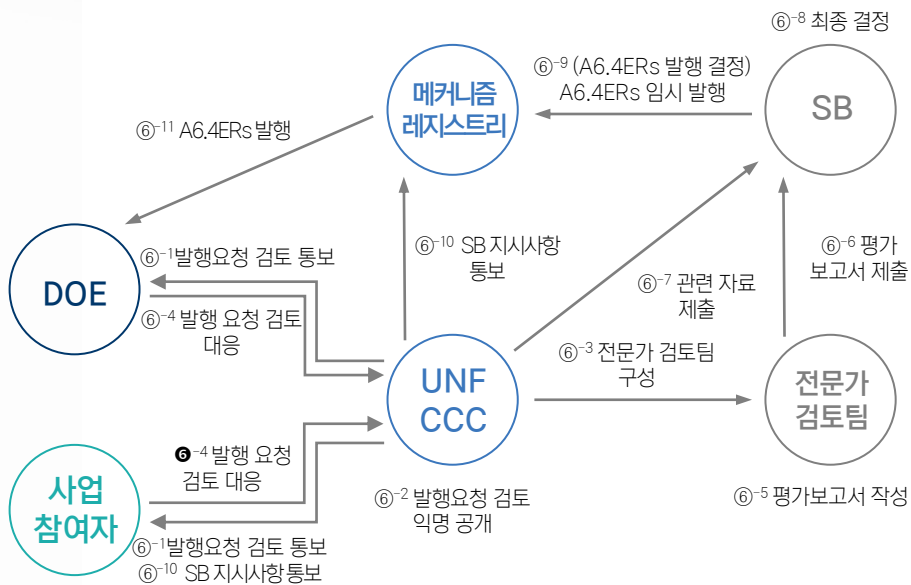 ⑥⁻⁸ 최종 결정
⑥⁻⁹ (A6.4ERs 발행 결정)
A6.4ERs 임시 발행
메커니즘
레지스트리
SB
⑥⁻¹¹ A6.4ERs 발행
⑥⁻¹발행요청 검토 통보
⑥⁻¹⁰ SB 지시사항
통보
⑥⁻⁶ 평가
보고서 제출
DOE
⑥⁻⁷ 관련 자료
제출
⑥⁻⁴ 발행 요청 검토
대응
⑥⁻³ 전문가 검토팀
구성
UNF
CCC
전문가
검토팀
❻⁻⁴ 발행 요청
검토 대응
사업
참여자
⑥⁻² 발행요청 검토
익명 공개
⑥⁻⁵ 평가보고서 작성
⑥⁻¹발행요청 검토 통보
⑥⁻¹⁰ SB 지시사항통보